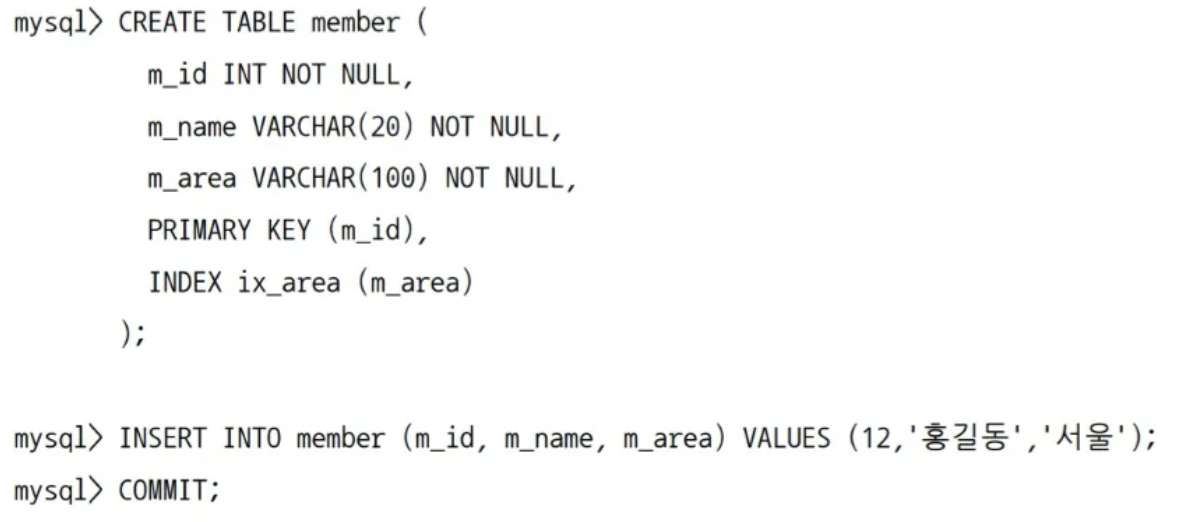 mysql> CREATE TABLE member (
m_id INT NOT NULL,
m_name VARCHAR(20) NOT NULL,
m_area VARCHAR(100) NOT NULL,
PRIMARY KEY (m_id),
INDEX ix_area (m_area)
);
mysql> INSERT INTO member (m_id, m_name, m_area) VALUES (12,'홍길동','서울');
mysql> COMMIT;